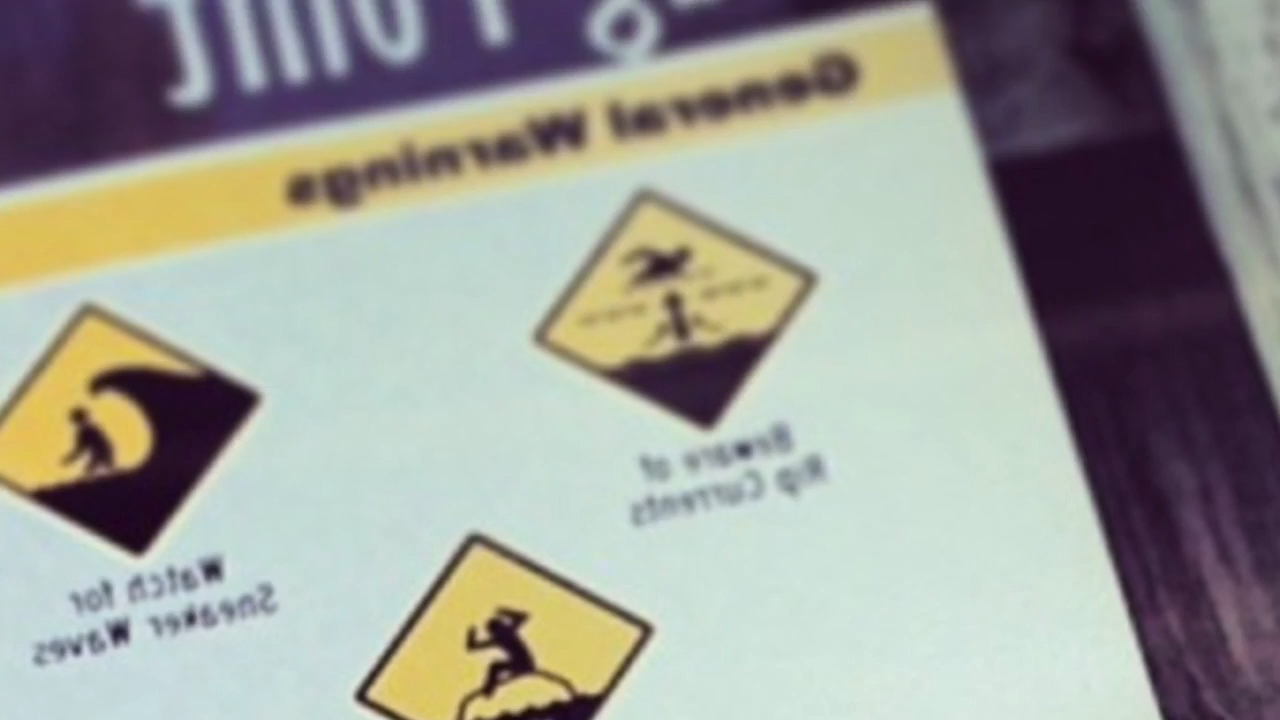 General Warnings
Beware of
Rip Currents
Watch for
Sneaker Waves